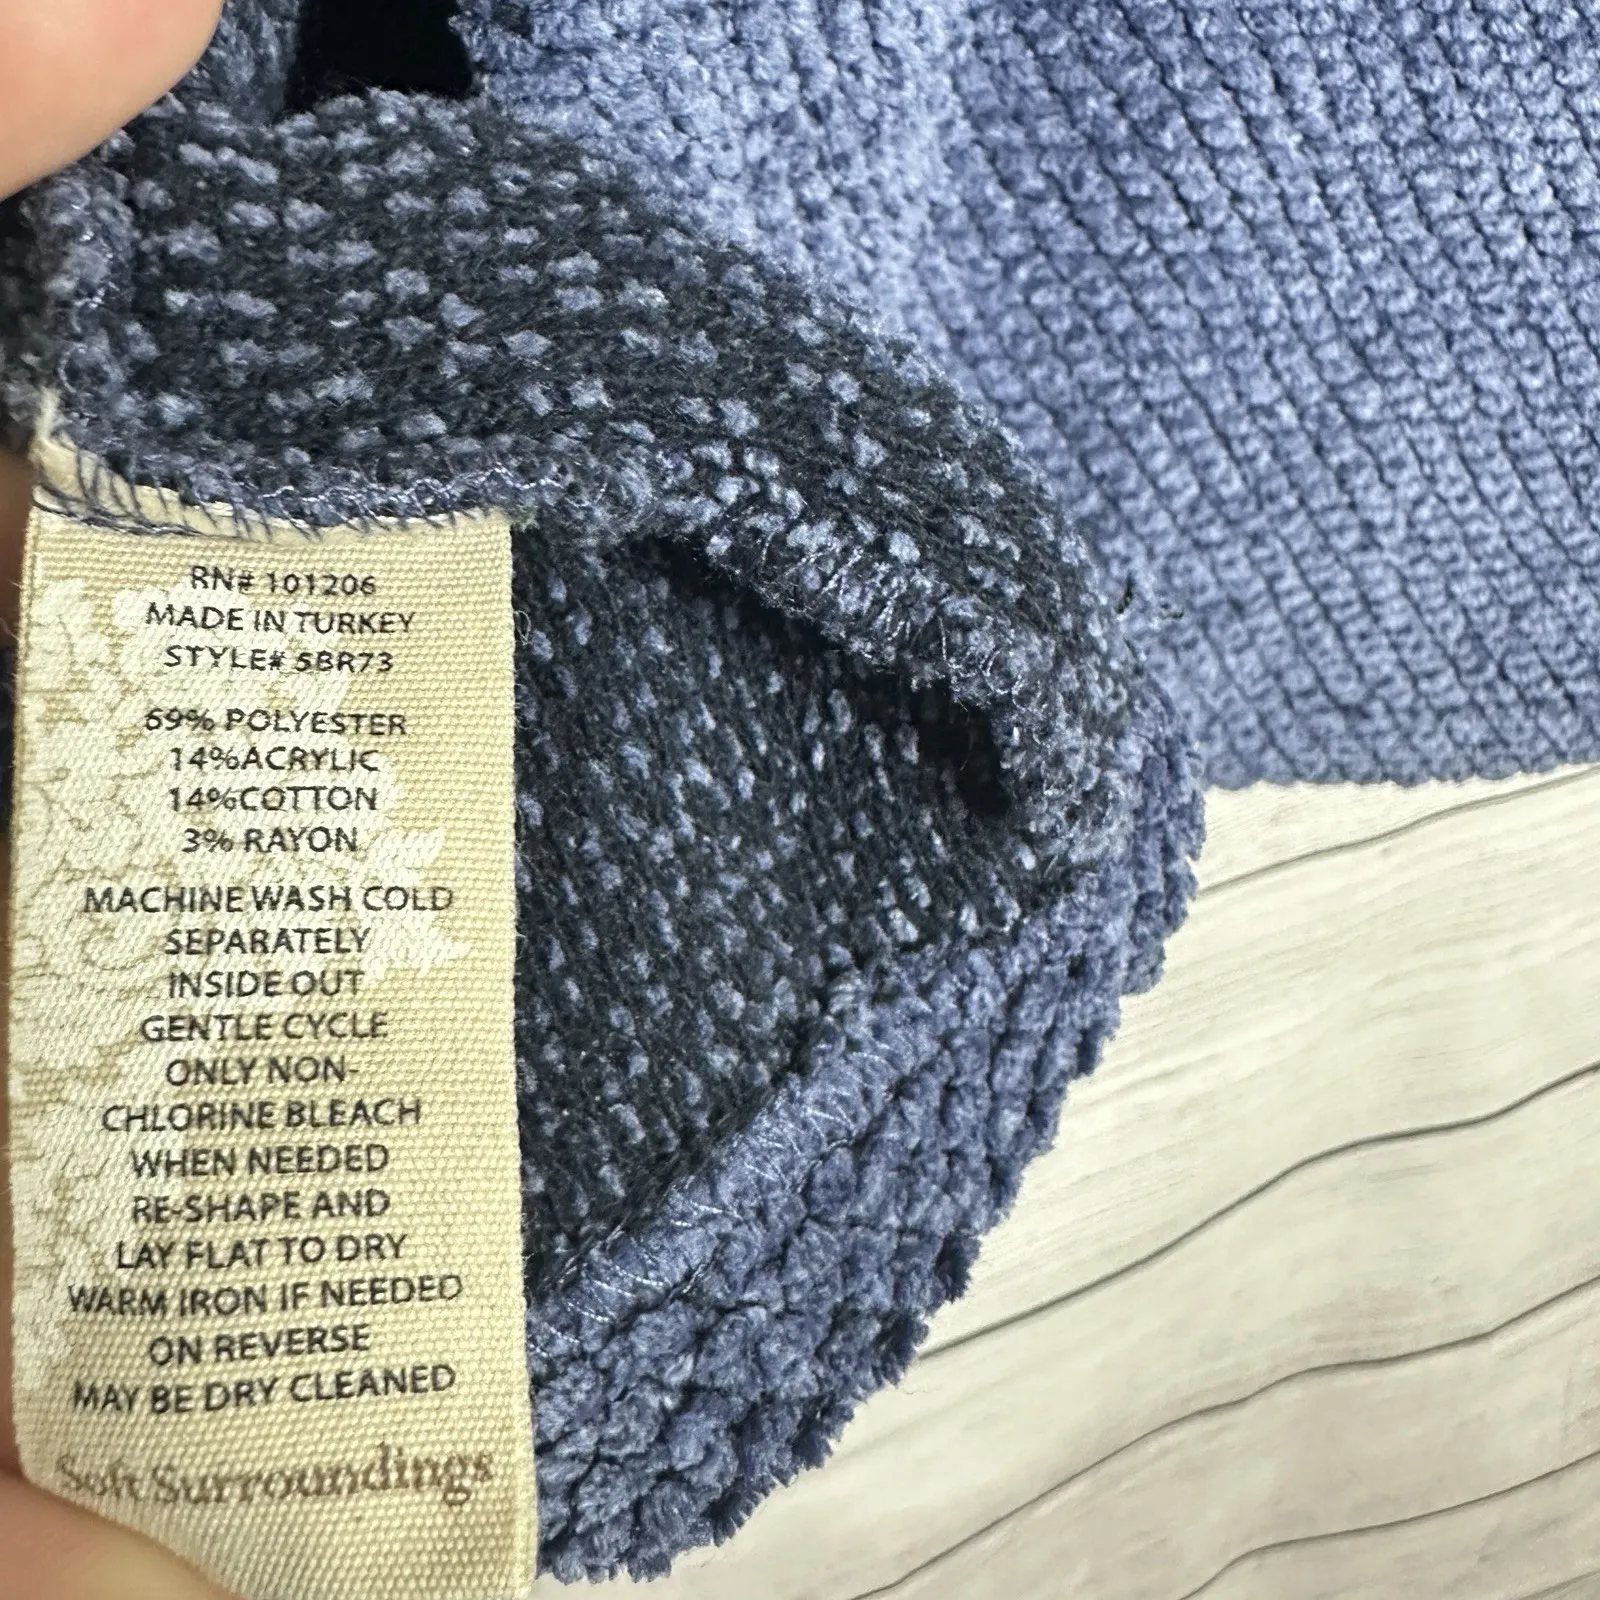 RN# 101206
MADE IN TURKEY
STYLE# 5BR73
69% POLYESTER
14%ACRYLIC
14%COTTON
3% RAYON
MACHINE WASH COLD
SEPARATELY
INSIDE OUT
GENTLE CYCLE
ONLY NON-
CHLORINE BLEACH
WHEN NEEDED
RE-SHAPE AND
LAY FLAT TO DRY
WARM IRON IF NEEDED
ON REVERSE
MAY BE DRY CLEANED
Soft Surroundings